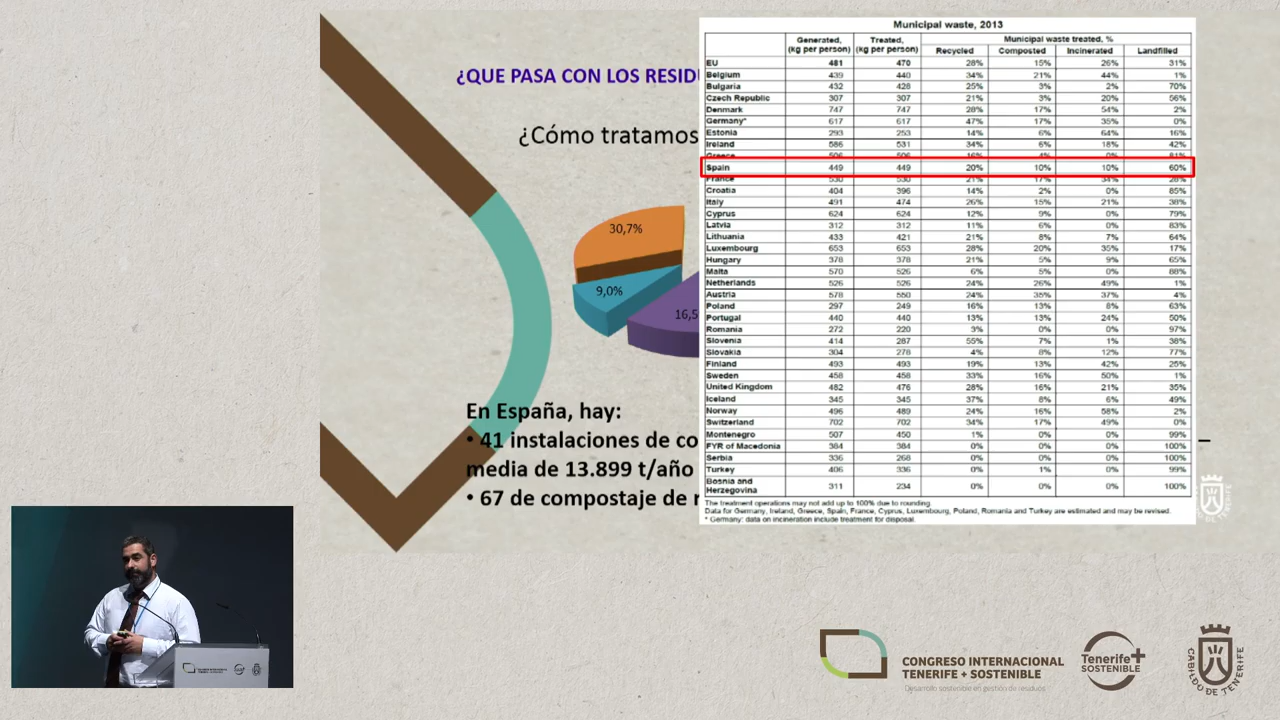 ¿QUE PASA CON LOS RESIDU
¿Cómo tratamos
30,7%
9,0%
16,5
En España, hay:
• 41 instalaciones de co
media de 13.899 t/año
• 67 de compostaje de r
Municipal waste, 2013
Generated, (kg per person) Treated, (kg per person) Municipal waste treated, %
Recycled Composted Incinerated Landfilled
EU 481 470 28% 15% 26% 31%
Belgium 439 440 34% 21% 44% 1%
Bulgaria 432 428 25% 3% 2% 70%
Czech Republic 307 307 21% 3% 20% 56%
Denmark 747 747 28% 17% 54% 2%
Germany* 617 617 47% 17% 35% 0%
Estonia 293 253 14% 6% 64% 16%
Ireland 586 531 34% 6% 18% 42%
Greece 506 506 16% 4% 0% 81%
Spain 449 449 20% 10% 10% 60%
France 530 530 21% 17% 34% 28%
Croatia 404 396 14% 2% 0% 85%
Italy 491 474 26% 15% 21% 38%
Cyprus 624 624 12% 9% 0% 79%
Latvia 312 312 11% 6% 0% 83%
Lithuania 433 421 21% 8% 7% 64%
Luxembourg 653 653 28% 20% 35% 17%
Hungary 378 378 21% 5% 9% 65%
Malta 570 526 6% 5% 0% 88%
Netherlands 526 526 24% 26% 49% 1%
Austria 578 550 24% 35% 37% 4%
Poland 297 249 16% 13% 8% 63%
Portugal 440 440 13% 13% 24% 50%
Romania 272 220 3% 0% 0% 97%
Slovenia 414 287 55% 7% 1% 38%
Slovakia 304 278 4% 8% 12% 77%
Finland 493 493 19% 13% 42% 25%
Sweden 458 458 33% 16% 50% 1%
United Kingdom 482 476 28% 16% 21% 35%
Iceland 345 345 37% 8% 6% 49%
Norway 496 489 24% 16% 58% 2%
Switzerland 702 702 34% 17% 49% 0%
Montenegro 507 450 1% 0% 0% 99%
FYR of Macedonia 384 384 0% 0% 0% 100%
Serbia 336 268 0% 0% 0% 100%
Turkey 406 336 0% 1% 0% 99%
Bosnia and Herzegovina 311 234 0% 0% 0% 100%
The treatment operations may not add up to 100% due to rounding.
Data for Germany, Ireland, Greece, Spain, France, Cyprus, Luxembourg, Poland, Romania and Turkey are estimated and may be revised.
* Germany: data on incineration include treatment for disposal.
CONGRESO INTERNACIONAL
TENERIFE + SOSTENIBLE
Desarrollo sostenible en gestión de residuos
Tenerife+
SOSTENIBLE
CABILDO DE TENERIFE